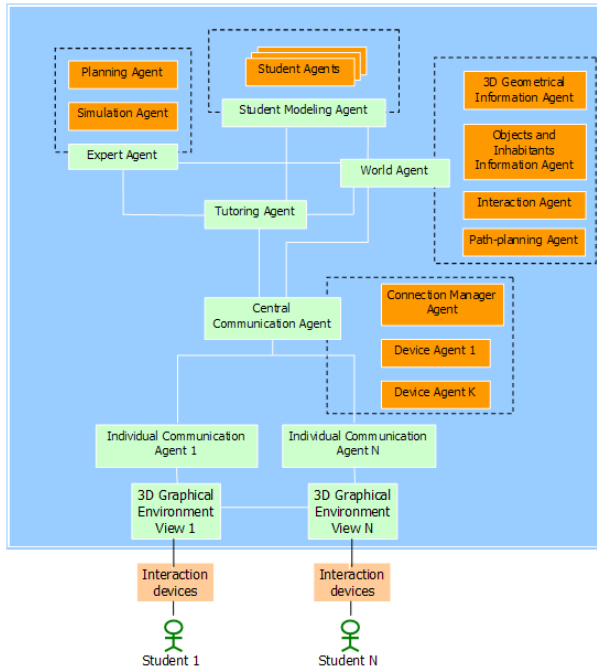 Planning Agent
Simulation Agent
Expert Agent
Student Agents
Student Modeling Agent
World Agent
3D Geometrical
Information Agent
Objects and
Inhabitants
Information Agent
Interaction Agent
Path-planning Agent
Tutoring Agent
Central
Communication Agent
Connection Manager
Agent
Device Agent 1
Device Agent K
Individual Communication
Agent 1
Individual Communication
Agent N
3D Graphical
Environment
View 1
3D Graphical
Environment
View N
Interaction
devices
Interaction
devices
Student 1
Student N